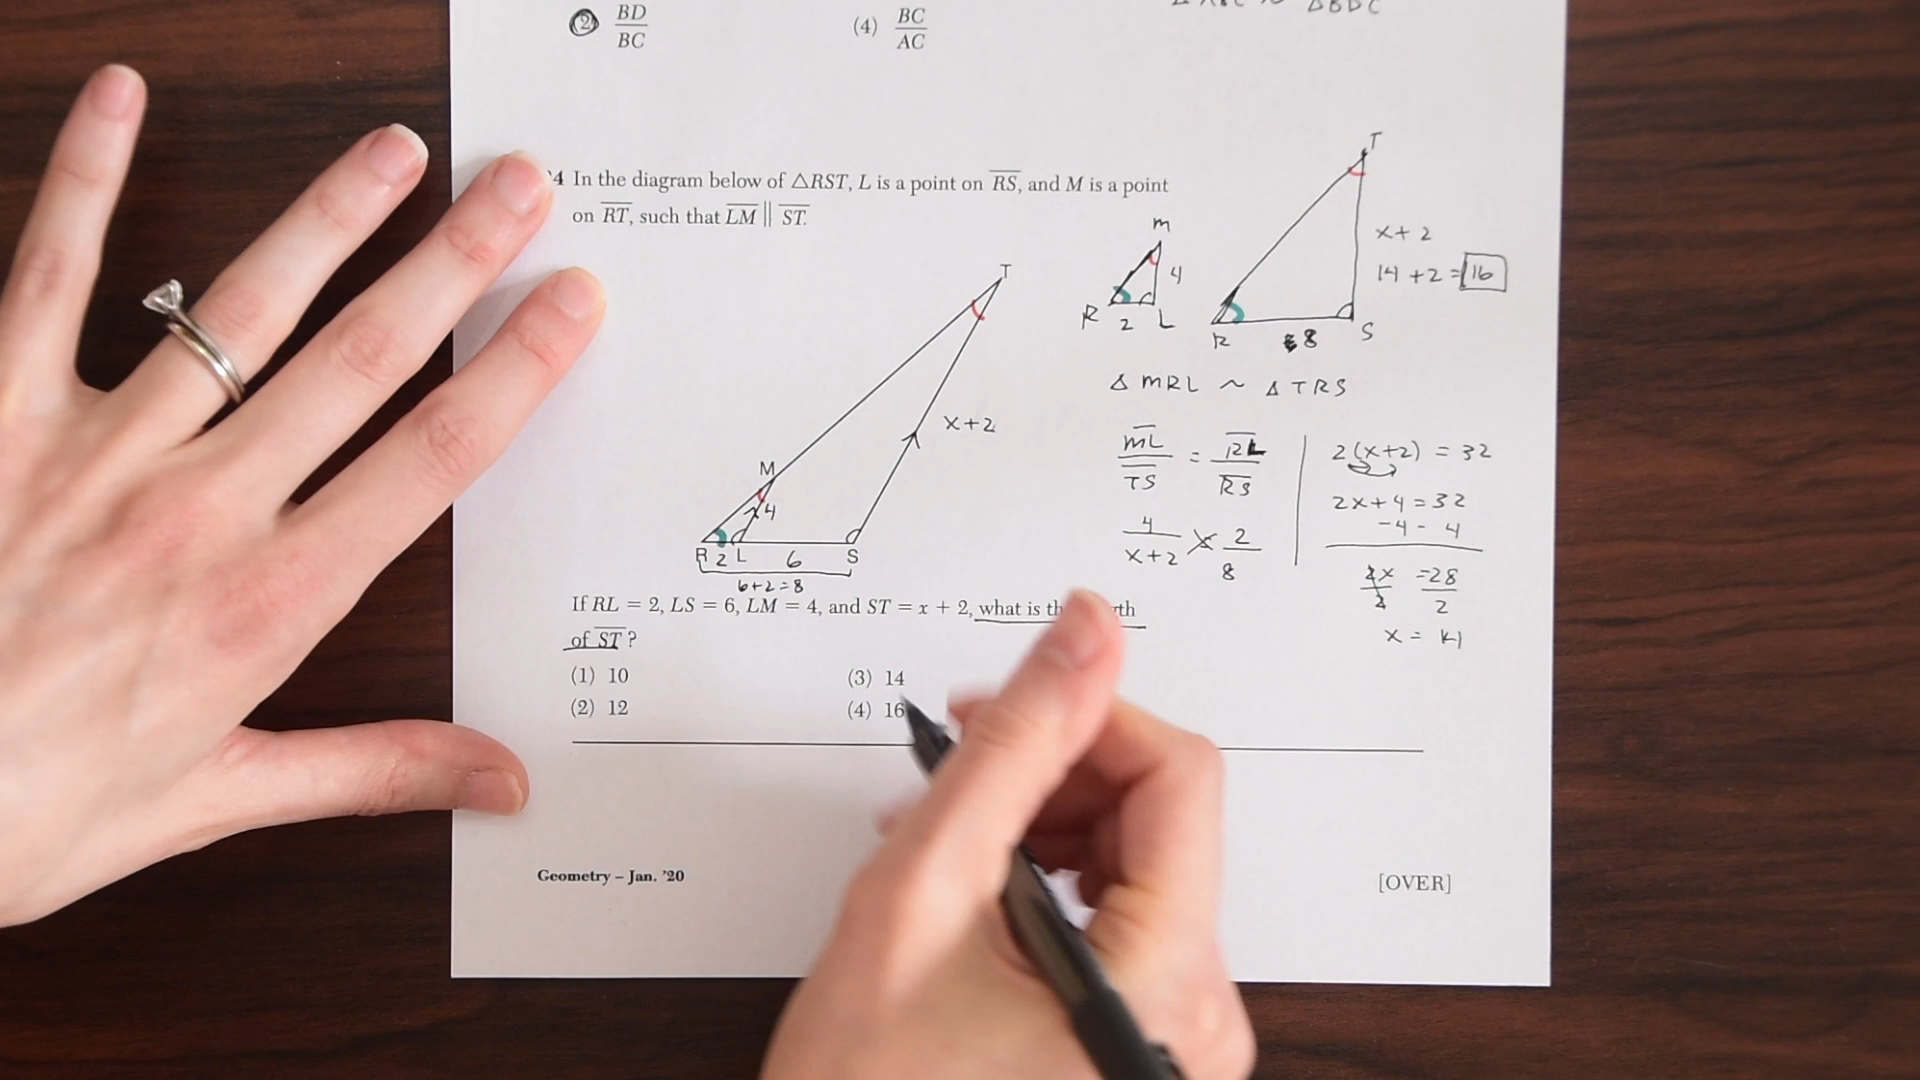 (2) BD/BC
(4) BC/AC
4 In the diagram below of △RST, L is a point on RS, and M is a point
on RT, such that LM ∥ ST.
T
x+2
M
4
R 2 L 6 S
6+2=8
If RL = 2, LS = 6, LM = 4, and ST = x + 2, what is the
of ST?
(1) 10
(3) 14
(2) 12
(4) 16
M
4
R 2 L
T
x+2
14+2=16
R 8 S
△MRL ~ △TRS
ML/TS = RL/RS
4/x+2 2/8
2(x+2) = 32
2x+4=32
-4 - 4
2x/2 =28/2
x = 14
Geometry – Jan. ’20
[OVER]